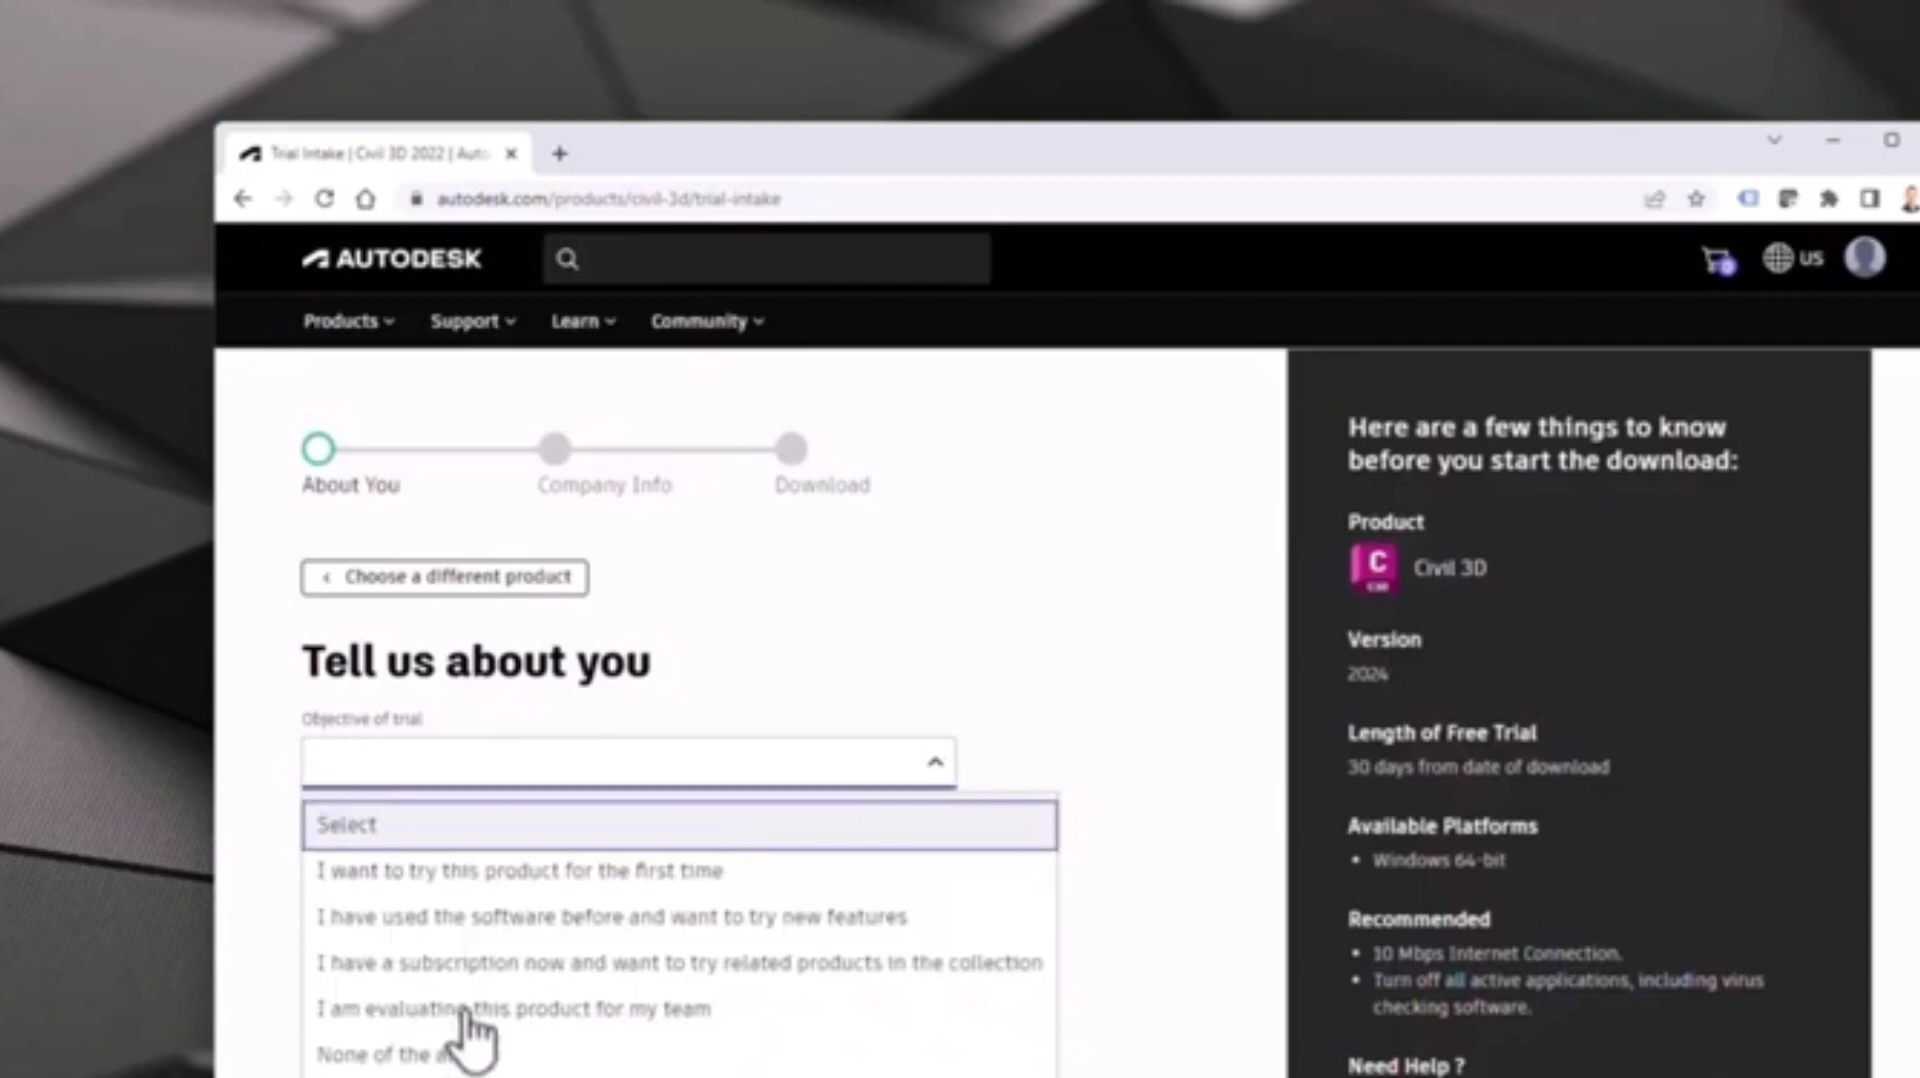 Trial Intake | Civil 3D 2022 | Auto
autodesk.com/products/civil-3d/trial-intake
AUTODESK
US
Products
Support
Learn
Community
About You
Company Info
Download
Choose a different product
Tell us about you
Objective of trial
Select
I want to try this product for the first time
I have used the software before and want to try new features
I have a subscription now and want to try related products in the collection
I am evaluating this product for my team
None of the a
Here are a few things to know
before you start the download:
Product
C
C3D
Civil 3D
Version
2024
Length of Free Trial
30 days from date of download
Available Platforms
• Windows 64-bit
Recommended
• 10 Mbps Internet Connection.
• Turn off all active applications, including virus
checking software.
Need Help ?